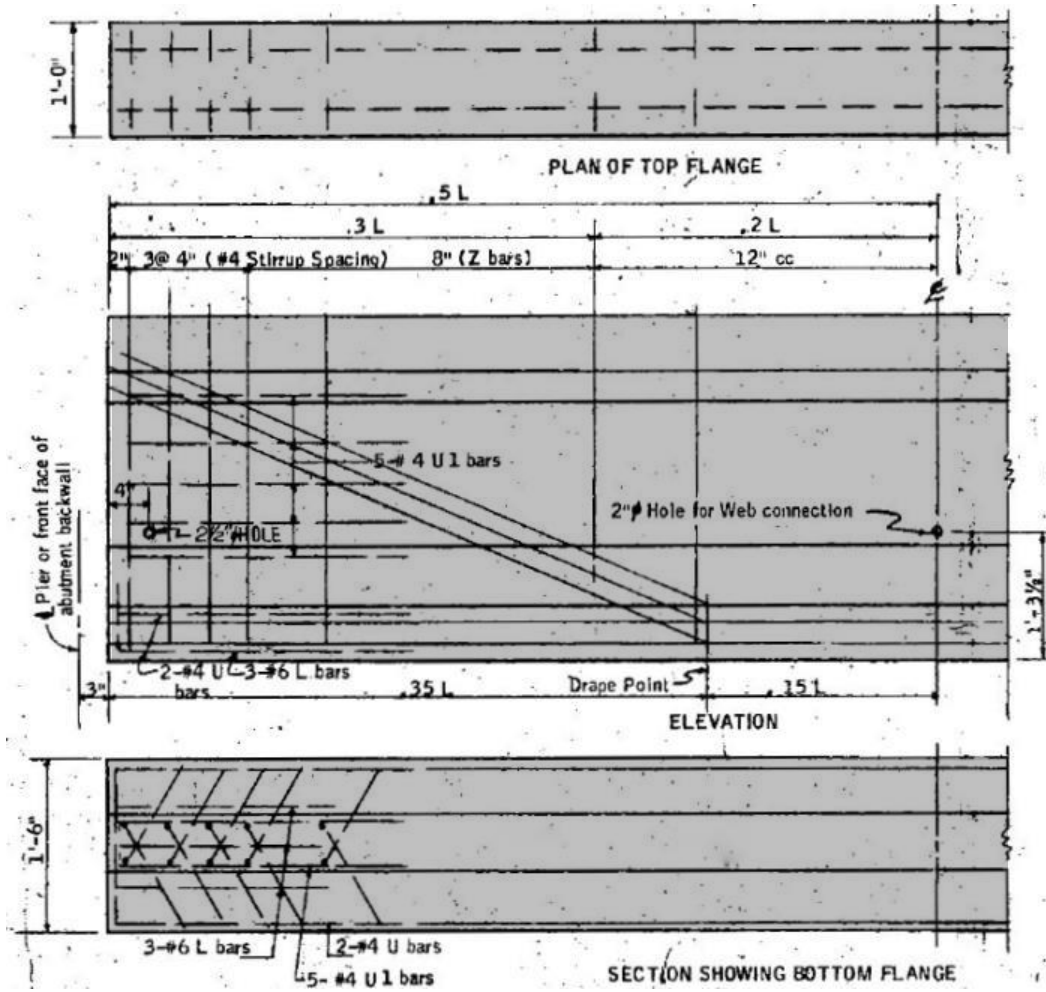 1'-0"
PLAN OF TOP FLANGE
.5 L
.3 L
.2 L
2" 3@ 4" (#4 Stirrup Spacing) 8" (Z bars) 12" cc
℄
5-# 4 U1 bars
4"
2½"⌀HOLE
2"⌀ Hole for Web connection
℄ Pier or front face of
abutment backwall
1'-3½"
2-#4 U
bars
3-#6 L bars
3"
.35 L
Drape Point
.15 L
ELEVATION
1'-6"
3-#6 L bars
2-#4 U bars
5- #4 U1 bars
SECTION SHOWING BOTTOM FLANGE